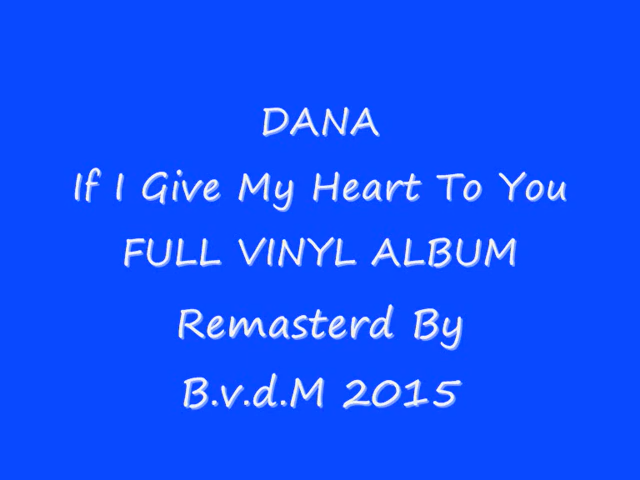 DANA
If I Give My Heart To You
FULL VINYL ALBUM
Remasterd By
B.v.d.M 2015